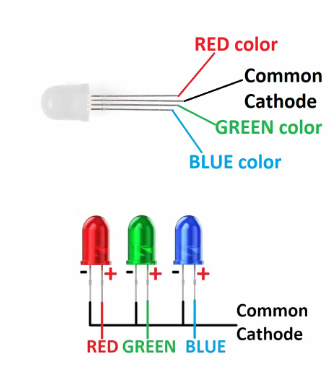 RED color
Common
Cathode
GREEN color
BLUE color
- + - + - +
Common
Cathode
RED GREEN BLUE